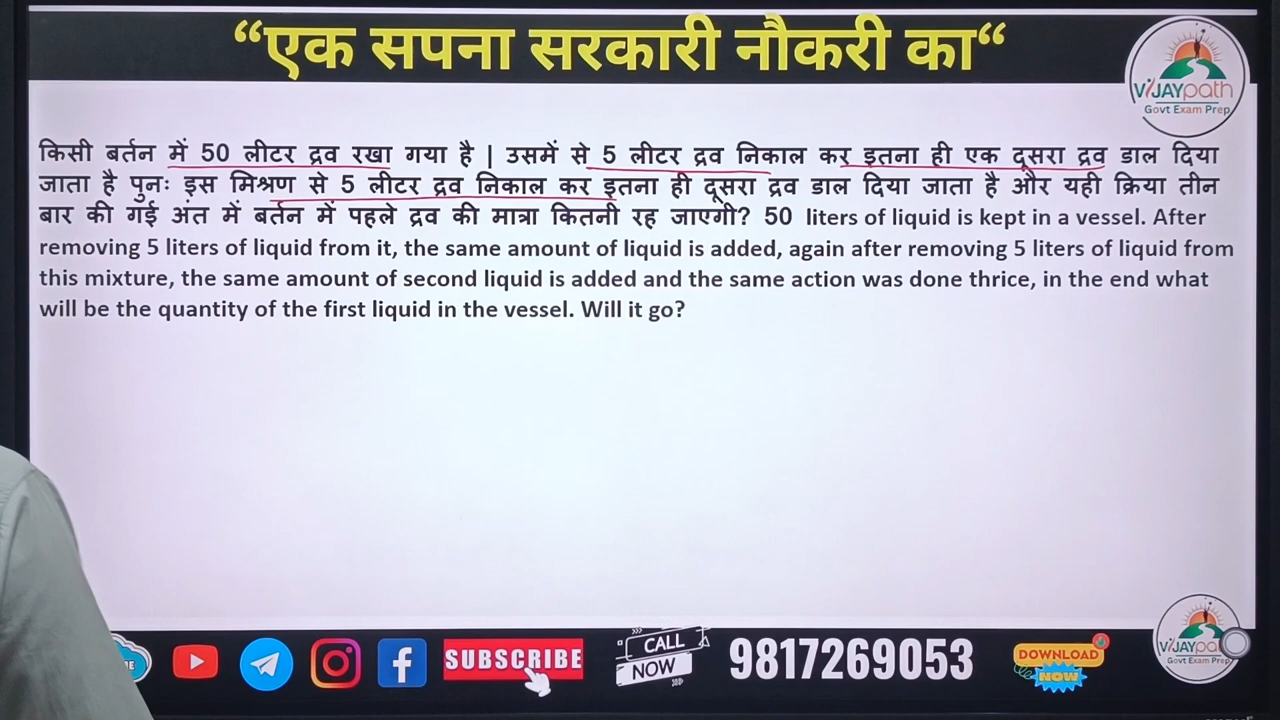 “एक सपना सरकारी नौकरी का“
VIJAYpath
Govt Exam Prep
किसी बर्तन में 50 लीटर द्रव रखा गया है | उसमें से 5 लीटर द्रव निकाल कर इतना ही एक दूसरा द्रव डाल दिया
जाता है पुनः इस मिश्रण से 5 लीटर द्रव निकाल कर इतना ही दूसरा द्रव डाल दिया जाता है और यही क्रिया तीन
बार की गई अंत में बर्तन में पहले द्रव की मात्रा कितनी रह जाएगी? 50 liters of liquid is kept in a vessel. After
removing 5 liters of liquid from it, the same amount of liquid is added, again after removing 5 liters of liquid from
this mixture, the same amount of second liquid is added and the same action was done thrice, in the end what
will be the quantity of the first liquid in the vessel. Will it go?
SUBSCRIBE
CALL
NOW
9817269053
DOWNLOAD
NOW
Govt Exam Prep